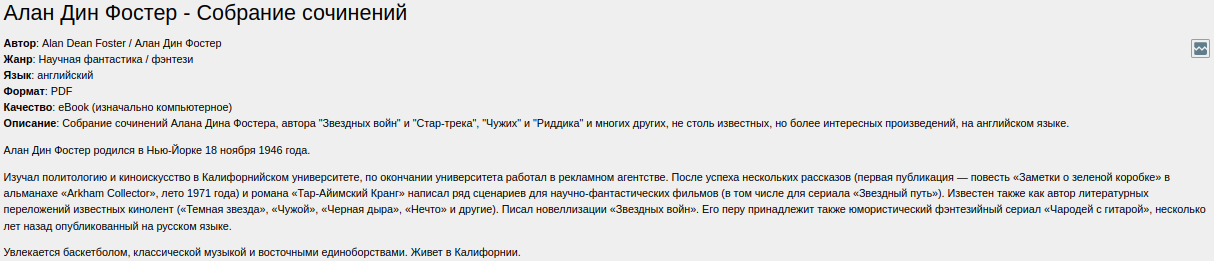 Алан Дин Фостер - Собрание сочинений
Автор: Alan Dean Foster / Алан Дин Фостер
Жанр: Научная фантастика / фэнтези
Язык: английский
Формат: PDF
Качество: eBook (изначально компьютерное)
Описание: Собрание сочинений Алана Дина Фостера, автора "Звездных войн" и "Стар-трека", "Чужих" и "Риддика" и многих других, не столь известных, но более интересных произведений, на английском языке.
Алан Дин Фостер родился в Нью-Йорке 18 ноября 1946 года.
Изучал политологию и киноискусство в Калифорнийском университете, по окончании университета работал в рекламном агентстве. После успеха нескольких рассказов (первая публикация — повесть «Заметки о зеленой коробке» в
альманахе «Arkham Collector», лето 1971 года) и романа «Тар-Айимский Кранг» написал ряд сценариев для научно-фантастических фильмов (в том числе для сериала «Звездный путь»). Известен также как автор литературных
переложений известных кинолент («Темная звезда», «Чужой», «Черная дыра», «Нечто» и другие). Писал новеллизации «Звездных войн». Его перу принадлежит также юмористический фэнтезийный сериал «Чародей с гитарой», несколько
лет назад опубликованный на русском языке.
Увлекается баскетболом, классической музыкой и восточными единоборствами. Живет в Калифорнии.